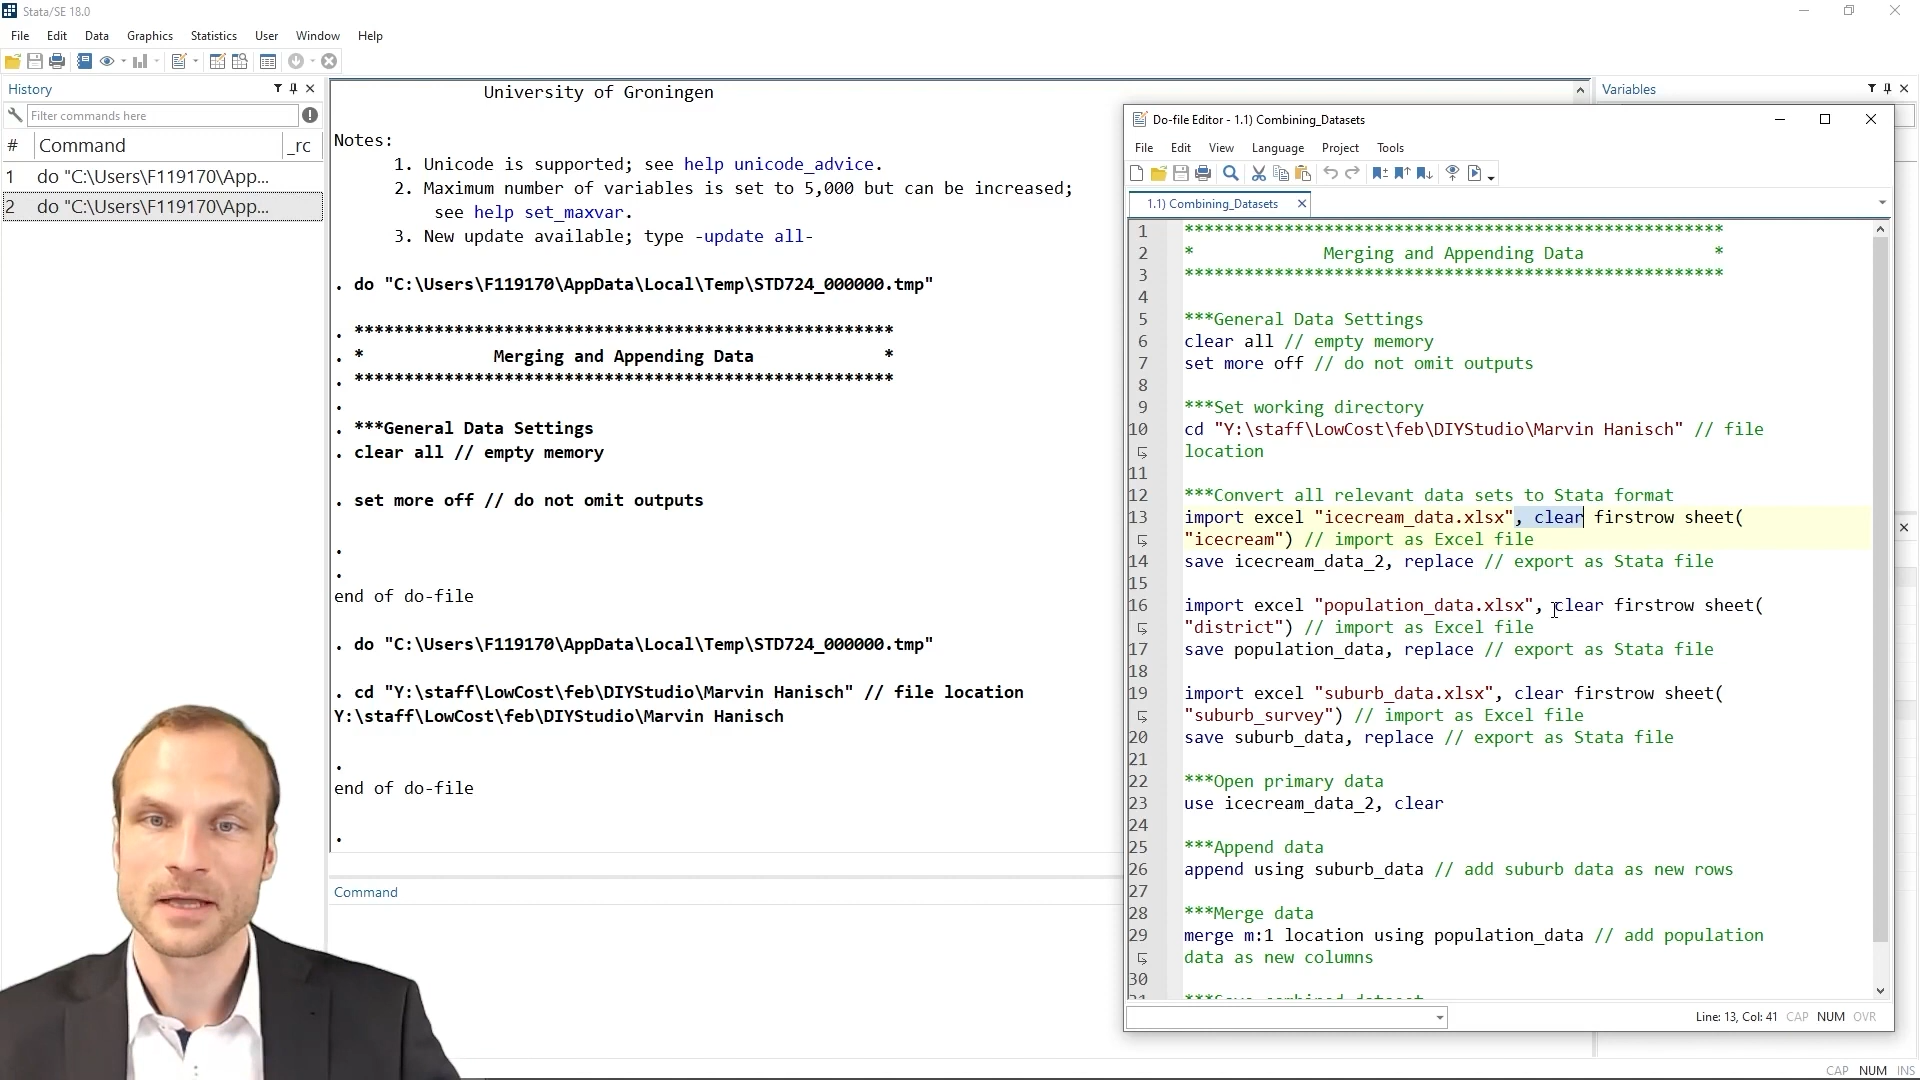 Stata/SE 18.0
File Edit Data Graphics Statistics User Window Help
History
Filter commands here
# Command _rc
1 do "C:\Users\F119170\App...
2 do "C:\Users\F119170\App...
University of Groningen
Notes:
1. Unicode is supported; see help unicode_advice.
2. Maximum number of variables is set to 5,000 but can be increased;
see help set_maxvar.
3. New update available; type -update all-
. do "C:\Users\F119170\AppData\Local\Temp\STD724_000000.tmp"
. ******************************************************
. * Merging and Appending Data *
. ******************************************************
.
. ***General Data Settings
. clear all // empty memory
. set more off // do not omit outputs
.
.
end of do-file
. do "C:\Users\F119170\AppData\Local\Temp\STD724_000000.tmp"
. cd "Y:\staff\LowCost\feb\DIYStudio\Marvin Hanisch" // file location
Y:\staff\LowCost\feb\DIYStudio\Marvin Hanisch
.
end of do-file
.
Command
Variables
Do-file Editor - 1.1) Combining_Datasets
File Edit View Language Project Tools
1.1) Combining_Datasets
1 ******************************************************
2 * Merging and Appending Data *
3 ******************************************************
4
5 ***General Data Settings
6 clear all // empty memory
7 set more off // do not omit outputs
8
9 ***Set working directory
10 cd "Y:\staff\LowCost\feb\DIYStudio\Marvin Hanisch" // file
location
11
12 ***Convert all relevant data sets to Stata format
13 import excel "icecream_data.xlsx", clear firstrow sheet(
"icecream") // import as Excel file
14 save icecream_data_2, replace // export as Stata file
15
16 import excel "population_data.xlsx", clear firstrow sheet(
"district") // import as Excel file
17 save population_data, replace // export as Stata file
18
19 import excel "suburb_data.xlsx", clear firstrow sheet(
"suburb_survey") // import as Excel file
20 save suburb_data, replace // export as Stata file
21
22 ***Open primary data
23 use icecream_data_2, clear
24
25 ***Append data
26 append using suburb_data // add suburb data as new rows
27
28 ***Merge data
29 merge m:1 location using population_data // add population
data as new columns
30
Line: 13, Col: 41 CAP NUM OVR
CAP NUM INS